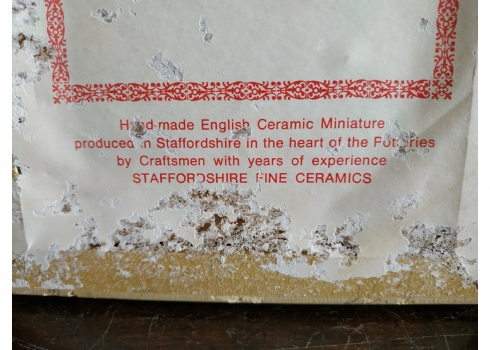 Hand-made English Ceramic Miniature
produced in Staffordshire in the heart of the Potteries
by Craftsmen with years of experience
STAFFORDSHIRE FINE CERAMICS